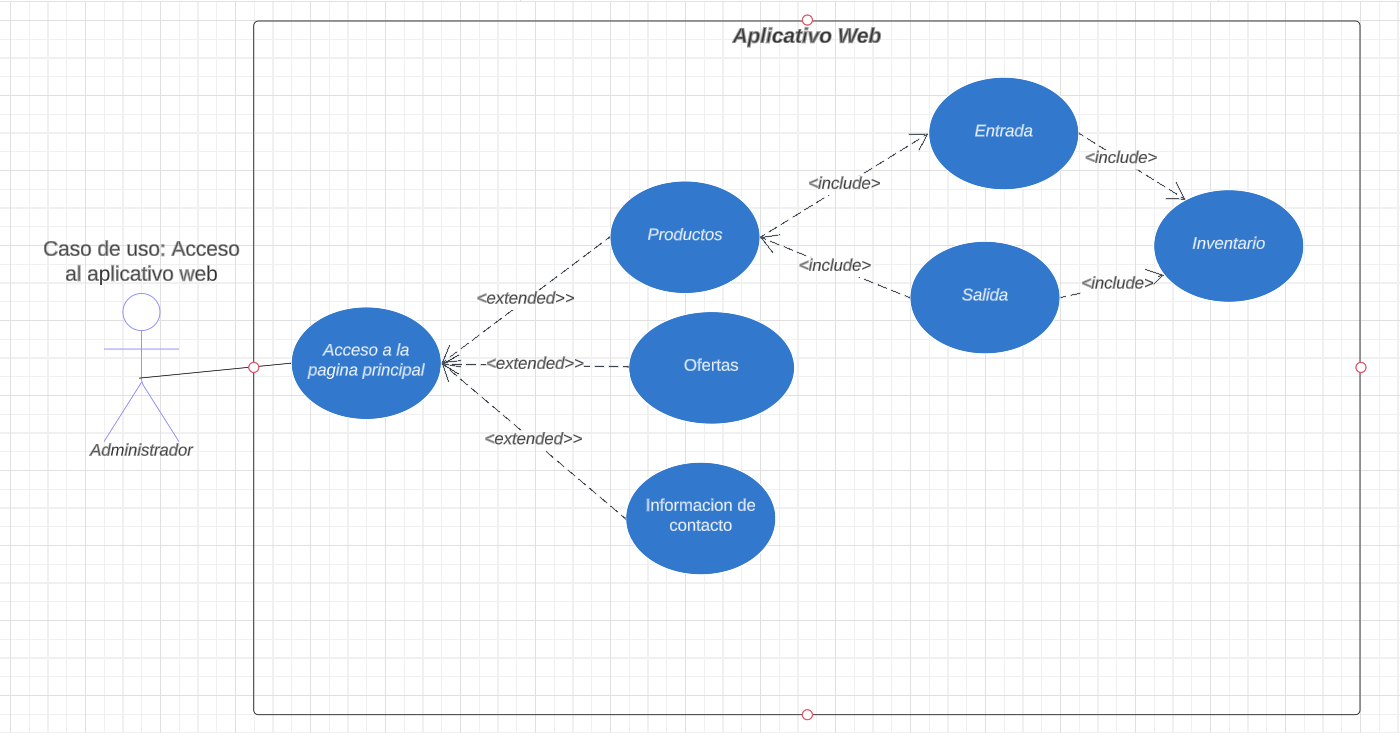 Aplicativo Web
Caso de uso: Acceso
al aplicativo web
Administrador
Acceso a la
pagina principal
<extended>>
<extended>>
<extended>>
Productos
Ofertas
Informacion de
contacto
<include>
<include>
Entrada
Salida
<include>
<include>
Inventario